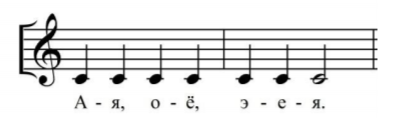 А - я, о - ё, э - е - я.